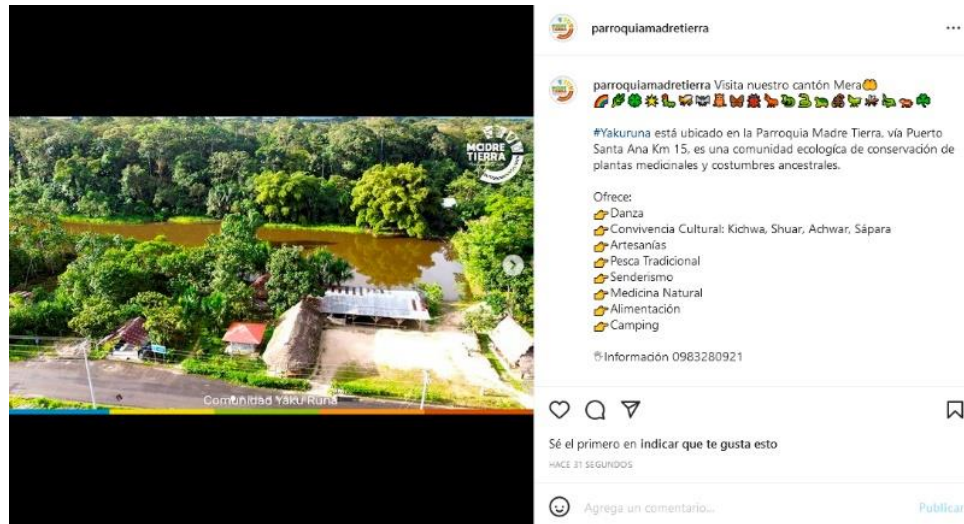 parroquiamadretierra
parroquiamadretierra Visita nuestro cantón Mera
#Yakuruna está ubicado en la Parroquia Madre Tierra, vía Puerto
Santa Ana Km 15, es una comunidad ecologíca de conservación de
plantas medicinales y costumbres ancestrales.
Ofrece:
👉Danza
👉Convivencia Cultural: Kichwa, Shuar, Achwar, Sápara
👉Artesanías
👉Pesca Tradicional
👉Senderismo
👉Medicina Natural
👉Alimentación
👉Camping
Información 0983280921
MADRE
TIERRA
Comunidad Yaku Runa
Sé el primero en indicar que te gusta esto
HACE 31 SEGUNDOS
Agrega un comentario...
Publicar